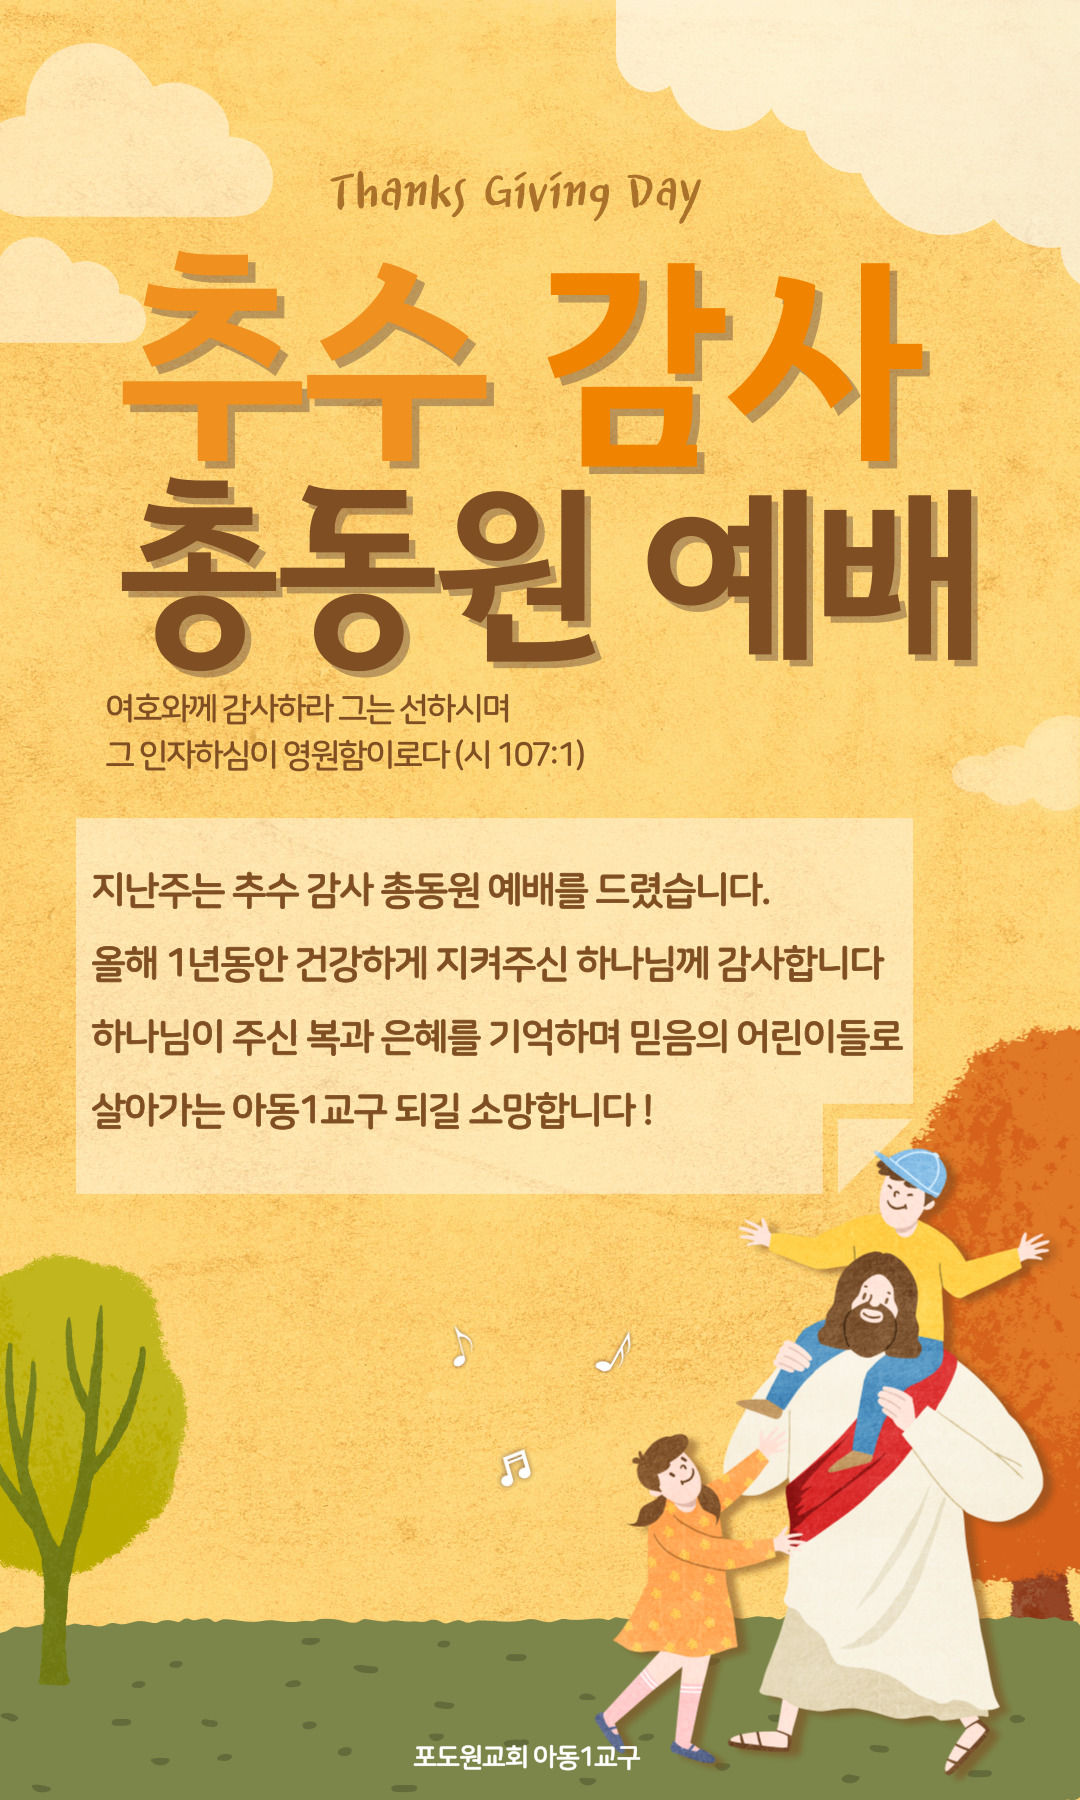 Thanks Giving Day
추수 감사
총동원 예배
여호와께 감사하라 그는 선하시며
그 인자하심이 영원함이로다 (시 107:1)
지난주는 추수 감사 총동원 예배를 드렸습니다.
올해 1년동안 건강하게 지켜주신 하나님께 감사합니다
하나님이 주신 복과 은혜를 기억하며 믿음의 어린이들로
살아가는 아동1교구 되길 소망합니다 !
포도원교회 아동1교구